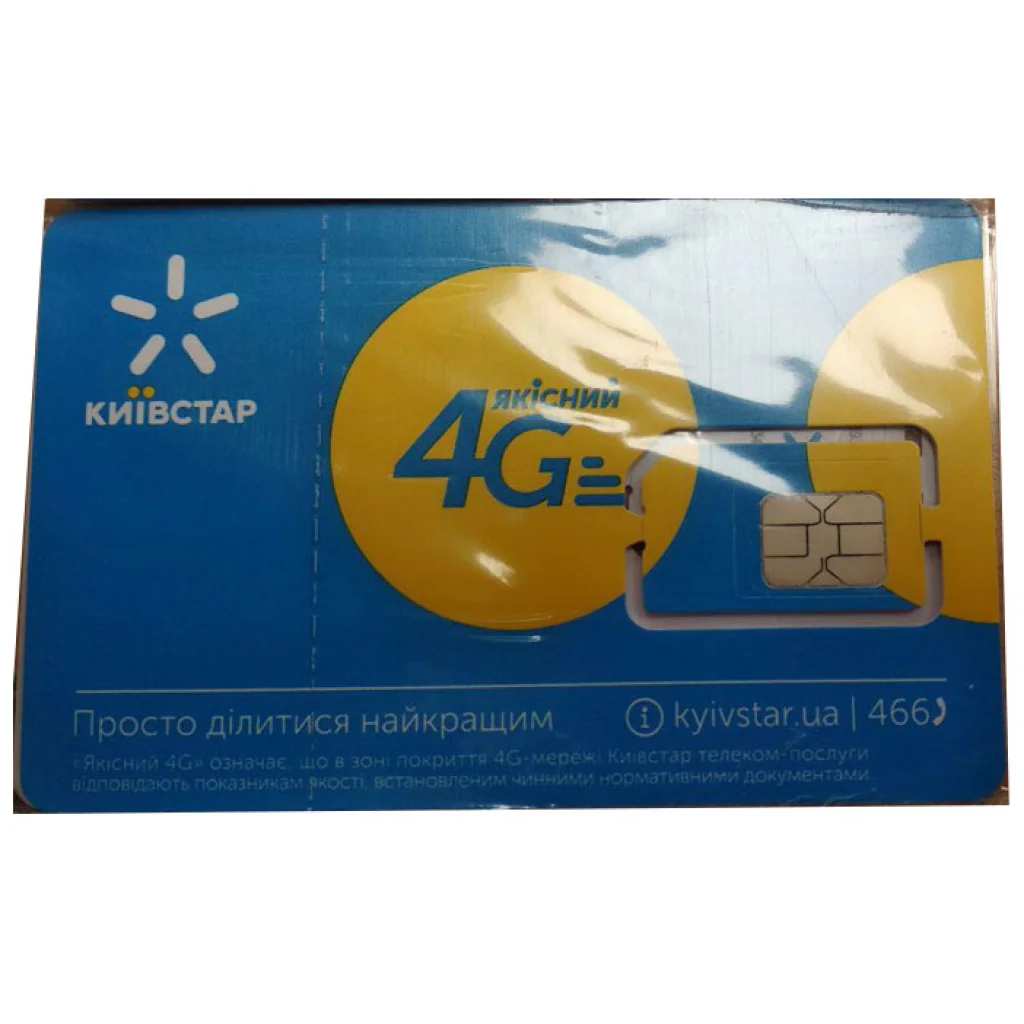 КИЇВСТАР
ЯКІСНИЙ
4G
Просто ділитися найкращим
kyivstar.ua | 466
«Якісний 4G» означає, що в зоні покриття 4G-мережі Київстар телеком-послуги
відповідають показникам якості, встановленим чинними нормативними документами.